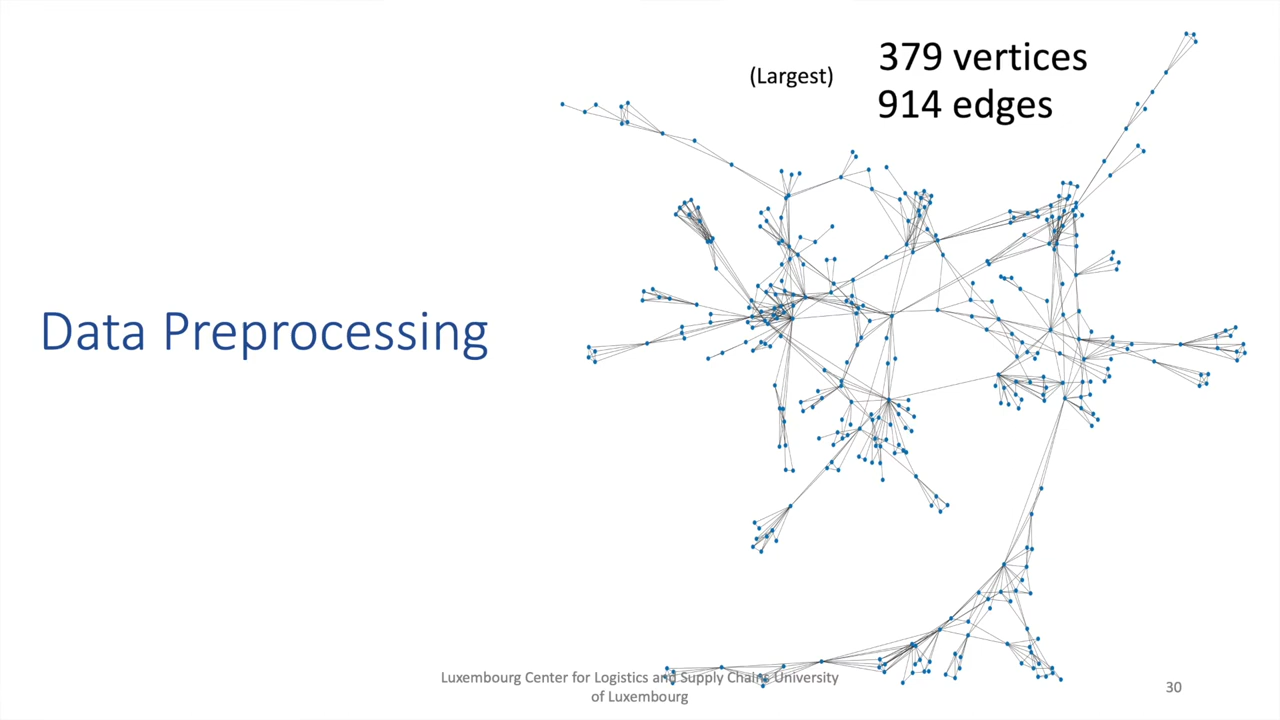 (Largest)
379 vertices
914 edges
Data Preprocessing
Luxembourg Center for Logistics and Supply Chains University
of Luxembourg
30